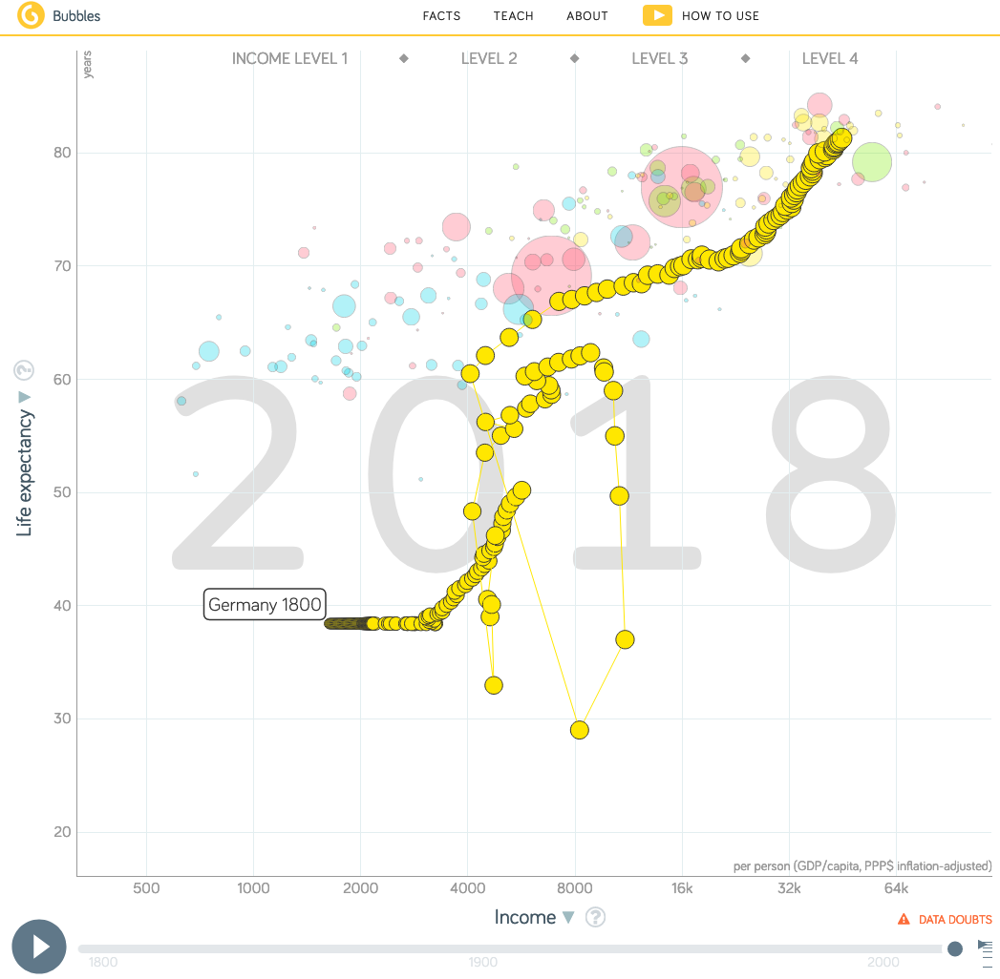 Bubbles FACTS TEACH ABOUT HOW TO USE
years
INCOME LEVEL 1 LEVEL 2 LEVEL 3 LEVEL 4
80
70
60
50
40
30
20
Life expectancy
?
2018
Germany 1800
per person (GDP/capita, PPP$ inflation-adjusted)
500 1000 2000 4000 8000 16k 32k 64k
Income ?
DATA DOUBTS
1800 1900 2000